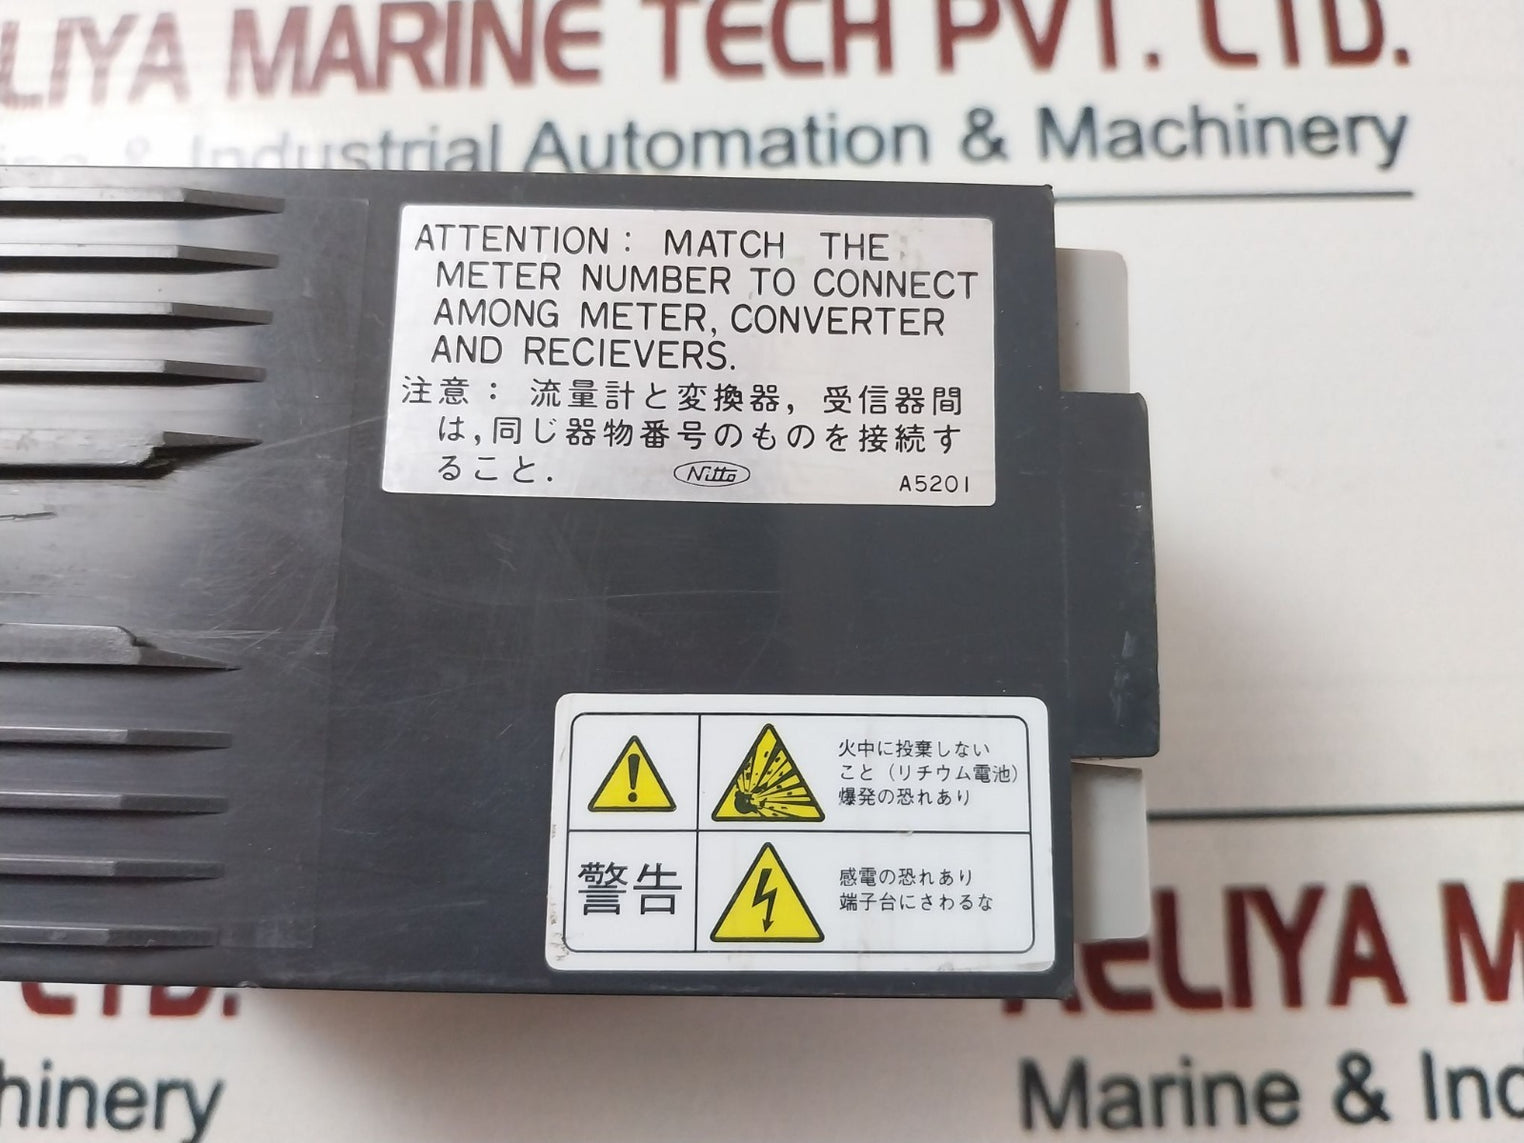 ELIYA MARINE TECH PVT. LTD.
& Industrial Automation & Machinery
ATTENTION: MATCH THE
METER NUMBER TO CONNECT
AMONG METER, CONVERTER
AND RECIEVERS.
注意： 流量計と変換器, 受信器間
は,同じ器物番号のものを接続す
ること.
Nitto
A5201
火中に投棄しない
こと（リチウム電池）
爆発の恐れあり
警告
感電の恐れあり
端子台にさわるな
LTD.
hinery
AELIYA M
Marine & Ind